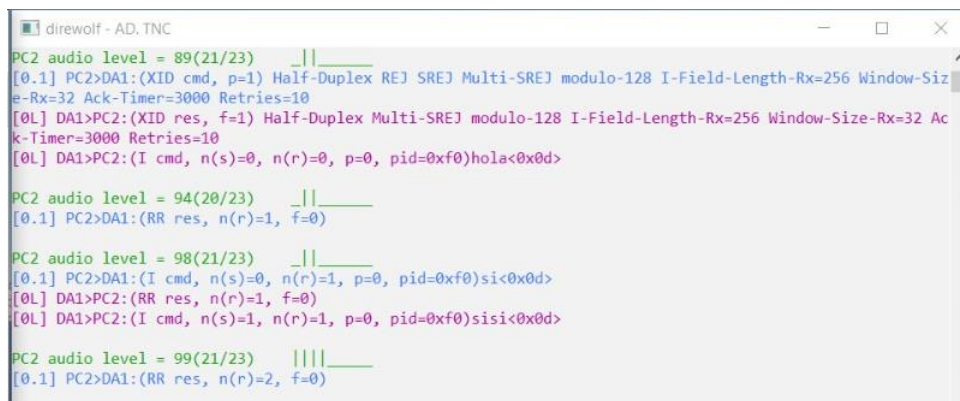 direwolf - AD. TNC
PC2 audio level = 89(21/23) _||______
[0.1] PC2>DA1:(XID cmd, p=1) Half-Duplex REJ SREJ Multi-SREJ modulo-128 I-Field-Length-Rx=256 Window-Siz
e-Rx=32 Ack-Timer=3000 Retries=10
[0L] DA1>PC2:(XID res, f=1) Half-Duplex Multi-SREJ modulo-128 I-Field-Length-Rx=256 Window-Size-Rx=32 Ac
k-Timer=3000 Retries=10
[0L] DA1>PC2:(I cmd, n(s)=0, n(r)=0, p=0, pid=0xf0)hola<0x0d>
PC2 audio level = 94(20/23) _||______
[0.1] PC2>DA1:(RR res, n(r)=1, f=0)
PC2 audio level = 98(21/23) _||______
[0.1] PC2>DA1:(I cmd, n(s)=0, n(r)=1, p=0, pid=0xf0)si<0x0d>
[0L] DA1>PC2:(RR res, n(r)=1, f=0)
[0L] DA1>PC2:(I cmd, n(s)=1, n(r)=1, p=0, pid=0xf0)sisi<0x0d>
PC2 audio level = 99(21/23) ||||_____
[0.1] PC2>DA1:(RR res, n(r)=2, f=0)